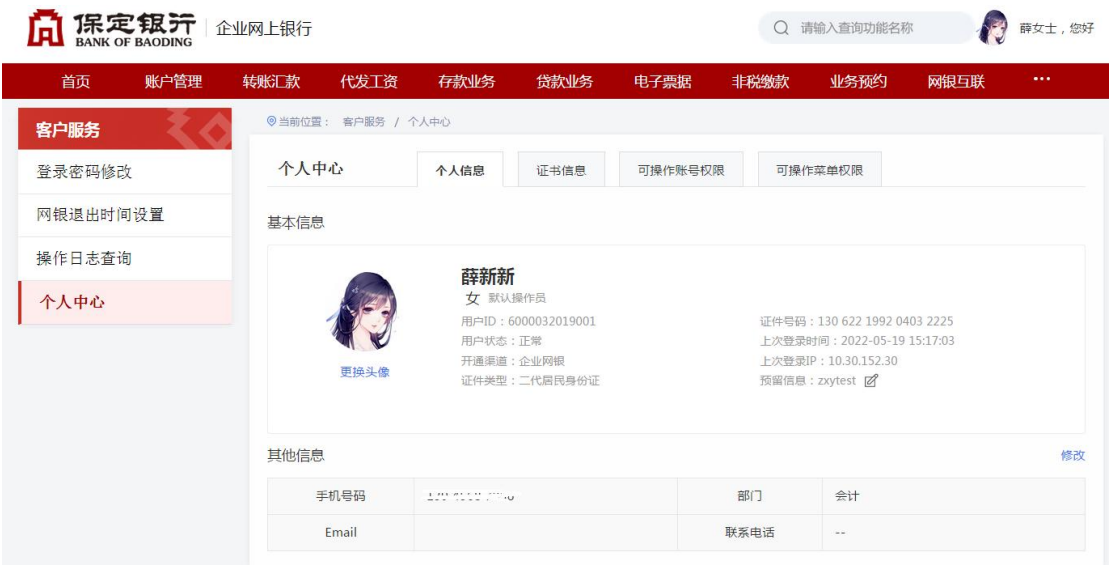 保定银行 企业网上银行 请输入查询功能名称 薛女士，您好
BANK OF BAODING
首页 账户管理 转账汇款 代发工资 存款业务 贷款业务 电子票据 非税缴款 业务预约 网银互联 ···
客户服务
登录密码修改
网银退出时间设置
操作日志查询
个人中心
当前位置： 客户服务 / 个人中心
个人中心 个人信息 证书信息 可操作账号权限 可操作菜单权限
基本信息
薛新新
女 默认操作员
用户ID：6000032019001 证件号码：130 622 1992 0403 2225
用户状态：正常 上次登录时间：2022-05-19 15:17:03
开通渠道：企业网银 上次登录IP：10.30.152.30
证件类型：二代居民身份证 预留信息：zxytest
更换头像
其他信息 修改
手机号码 部门 会计
Email 联系电话 --